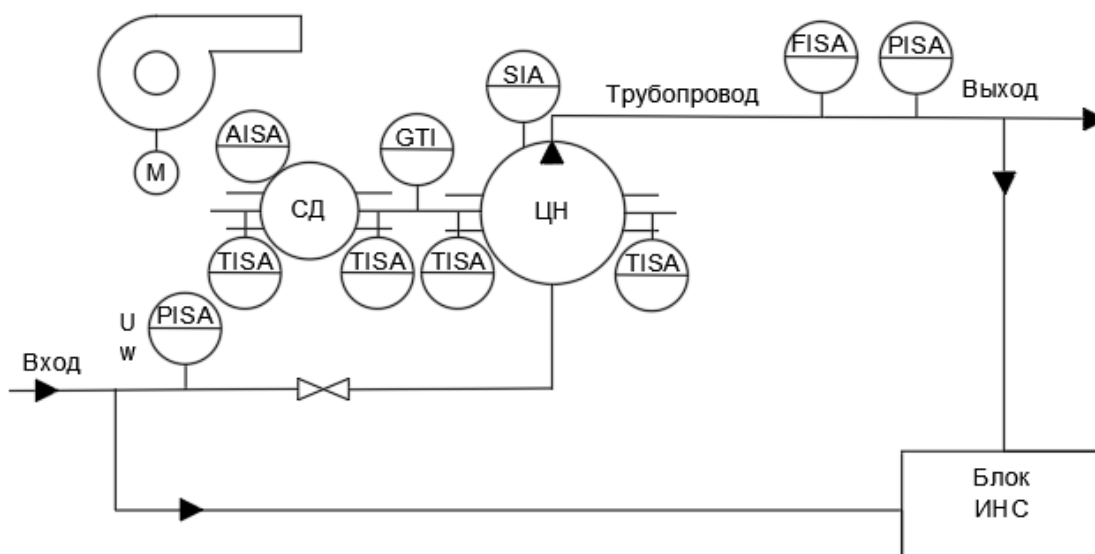 FISA
PISA
SIA
Трубопровод
Выход
AISA
GTI
М
СД
ЦН
TISA
TISA
TISA
TISA
PISA
U
w
Вход
Блок
ИНС